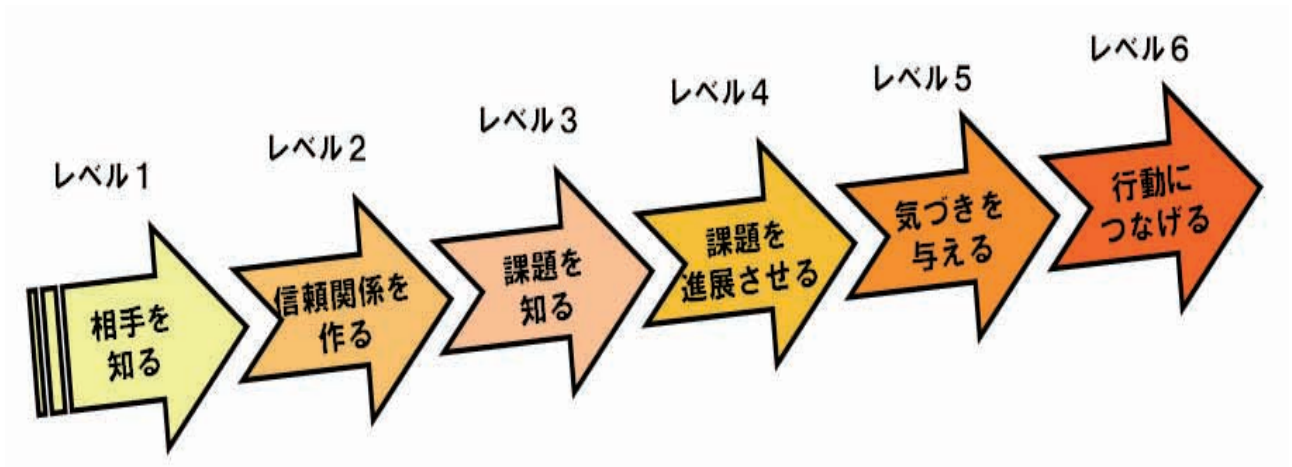 レベル1
相手を
知る
レベル2
信頼関係を
作る
レベル3
課題を
知る
レベル4
課題を
進展させる
レベル5
気づきを
与える
レベル6
行動に
つなげる